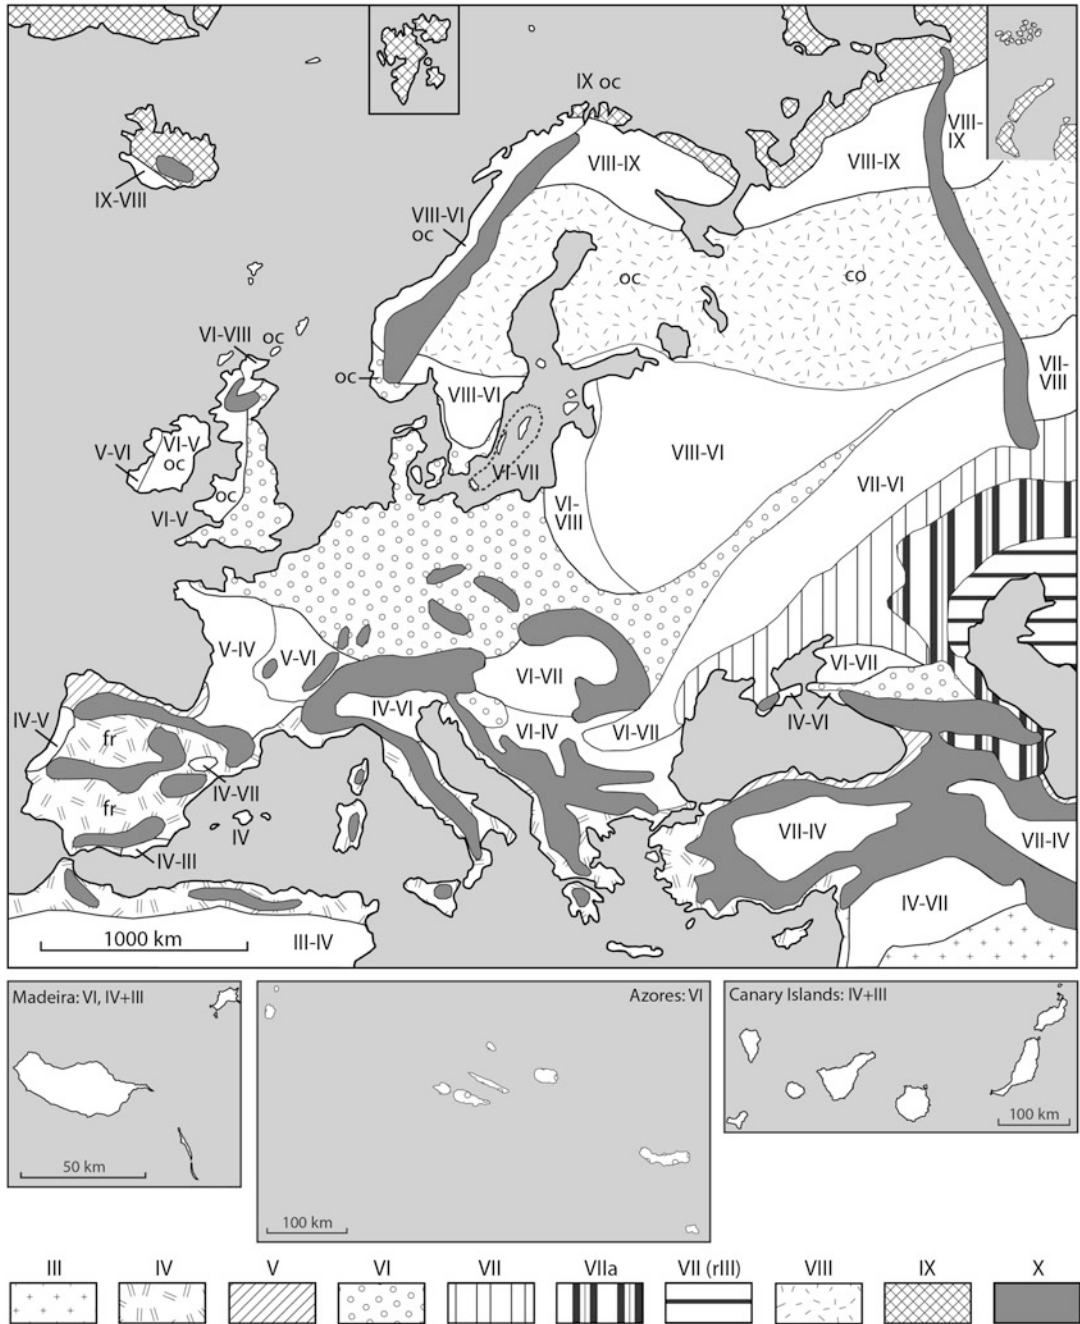 IX oc
VIII-IX
VIII-IX
VIII-
IX
IX-VIII
VIII-VI
oc
oc
co
VI-VIII oc
oc
VIII-VI
VII-
VIII
V-VI
VI-V
oc
oc
VI-V
VI-VII
VIII-VI
VII-VI
VI-
VIII
V-IV
V-VI
VI-VII
VI-VII
IV-V
IV-VI
IV-VI
fr
VI-IV
VI-VII
IV-VII
fr
IV
VII-IV
VII-IV
IV-III
IV-VII
1000 km
III-IV
Madeira: VI, IV+III
50 km
Azores: VI
100 km
Canary Islands: IV+III
100 km
III
IV
V
VI
VII
VIIa
VII (rIII)
VIII
IX
X